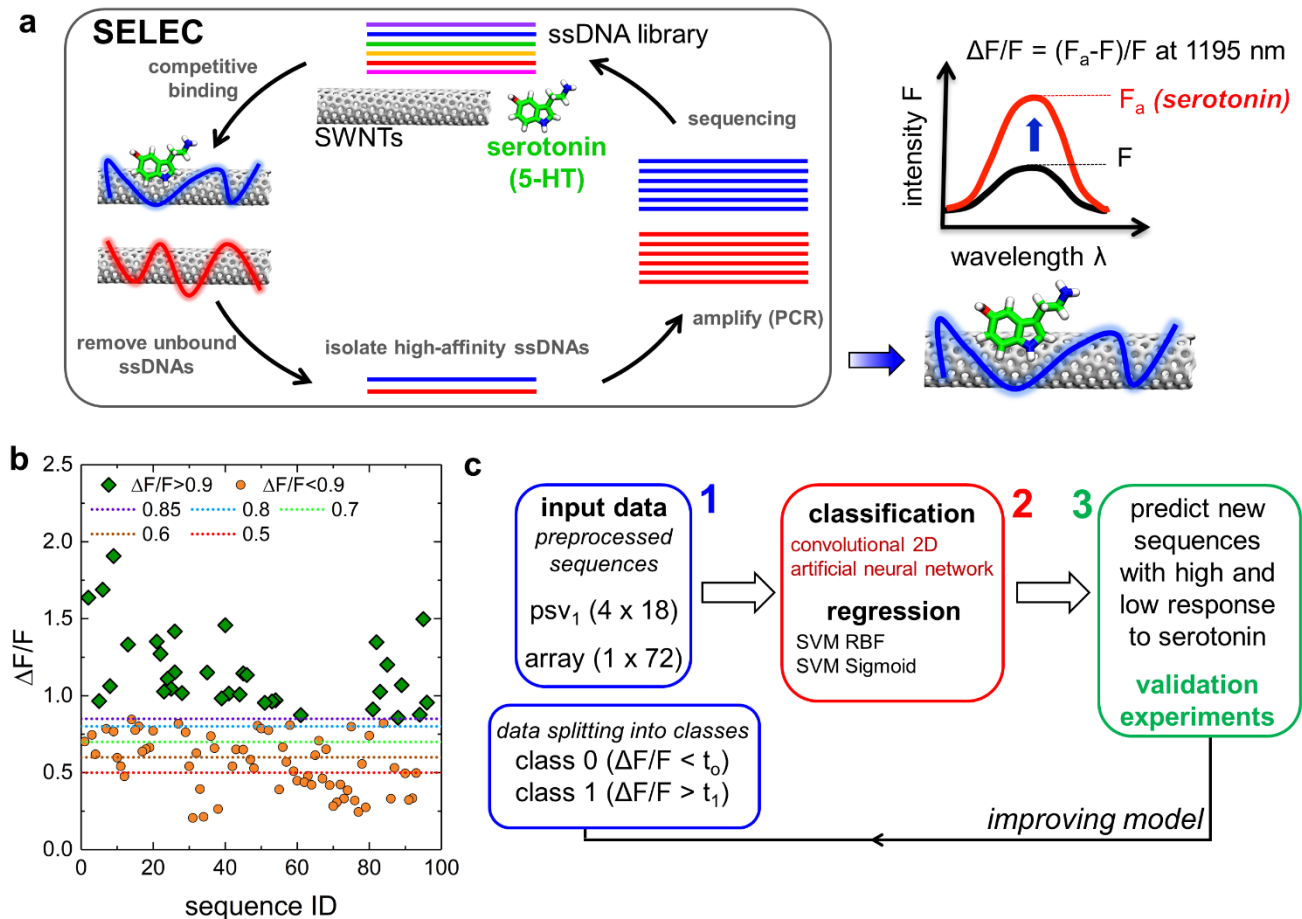 a
SELEC
ssDNA library
competitive
binding
SWNTs
serotonin
(5-HT)
sequencing
remove unbound
ssDNAs
isolate high-affinity ssDNAs
amplify (PCR)
ΔF/F = (Fa-F)/F at 1195 nm
Fa (serotonin)
F
intensity F
wavelength λ
b
2.5
2.0
1.5
1.0
0.5
0.0
ΔF/F
ΔF/F>0.9 ΔF/F<0.9
0.85 0.8 0.7
0.6 0.5
0 20 40 60 80 100
sequence ID
c
input data
preprocessed
sequences
psv1 (4 x 18)
array (1 x 72)
1
data splitting into classes
class 0 (ΔF/F < to)
class 1 (ΔF/F > t1)
classification
convolutional 2D
artificial neural network
regression
SVM RBF
SVM Sigmoid
2
3
predict new
sequences
with high and
low response
to serotonin
validation
experiments
improving model